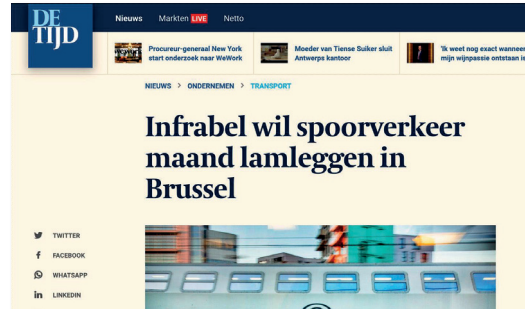 DE
TIJD
Nieuws Markten LIVE Netto
Procureur-generaal New York
start onderzoek naar WeWork
Moeder van Tiense Suiker sluit
Antwerps kantoor
'Ik weet nog exact wanneer
mijn wijnpassie ontstaan is
NIEUWS > ONDERNEMEN > TRANSPORT
Infrabel wil spoorverkeer
maand lamleggen in
Brussel
TWITTER
FACEBOOK
WHATSAPP
LINKEDIN